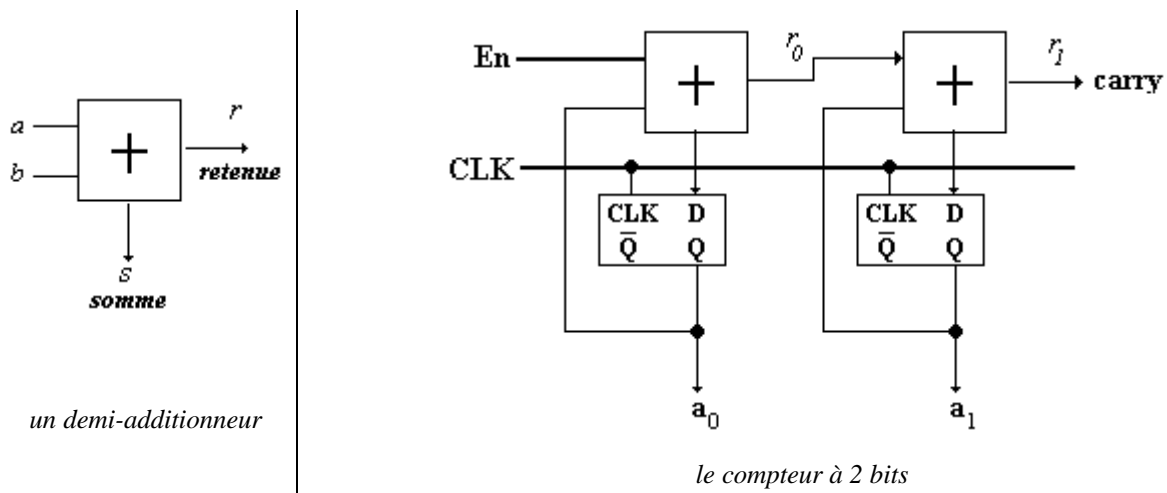 a
b
+
r
retenue
s
somme
un demi-additionneur
En
+
r0
+
r1
carry
CLK
CLK D
Q̅ Q
CLK D
Q̅ Q
a0
a1
le compteur à 2 bits